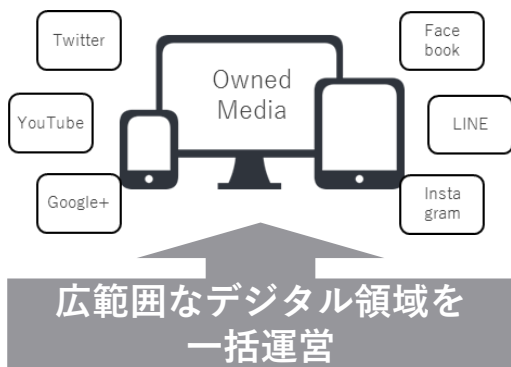 Twitter
Face
book
Owned
Media
YouTube
LINE
Google+
Insta
gram
広範囲なデジタル領域を
一括運営